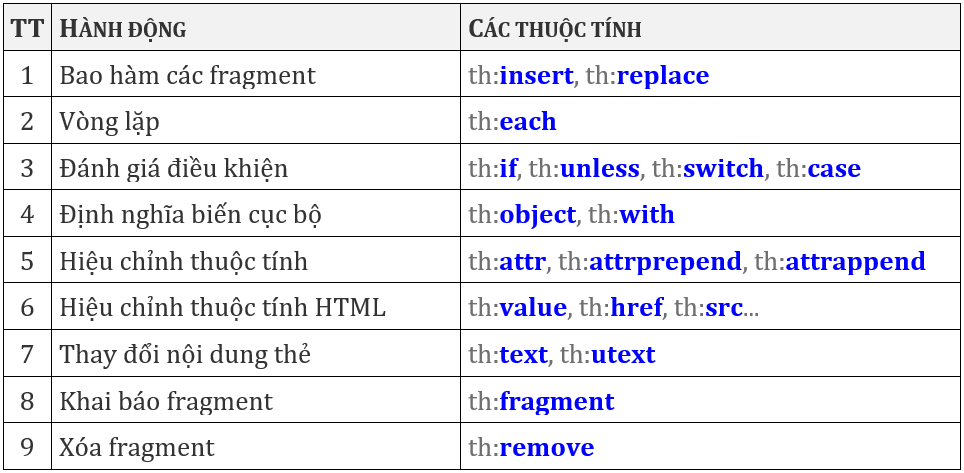 TT HÀNH ĐỘNG CÁC THUỘC TÍNH
1 Bao hàm các fragment th:insert, th:replace
2 Vòng lặp th:each
3 Đánh giá điều khiện th:if, th:unless, th:switch, th:case
4 Định nghĩa biến cục bộ th:object, th:with
5 Hiệu chỉnh thuộc tính th:attr, th:attrprepend, th:attrappend
6 Hiệu chỉnh thuộc tính HTML th:value, th:href, th:src...
7 Thay đổi nội dung thẻ th:text, th:utext
8 Khai báo fragment th:fragment
9 Xóa fragment th:remove